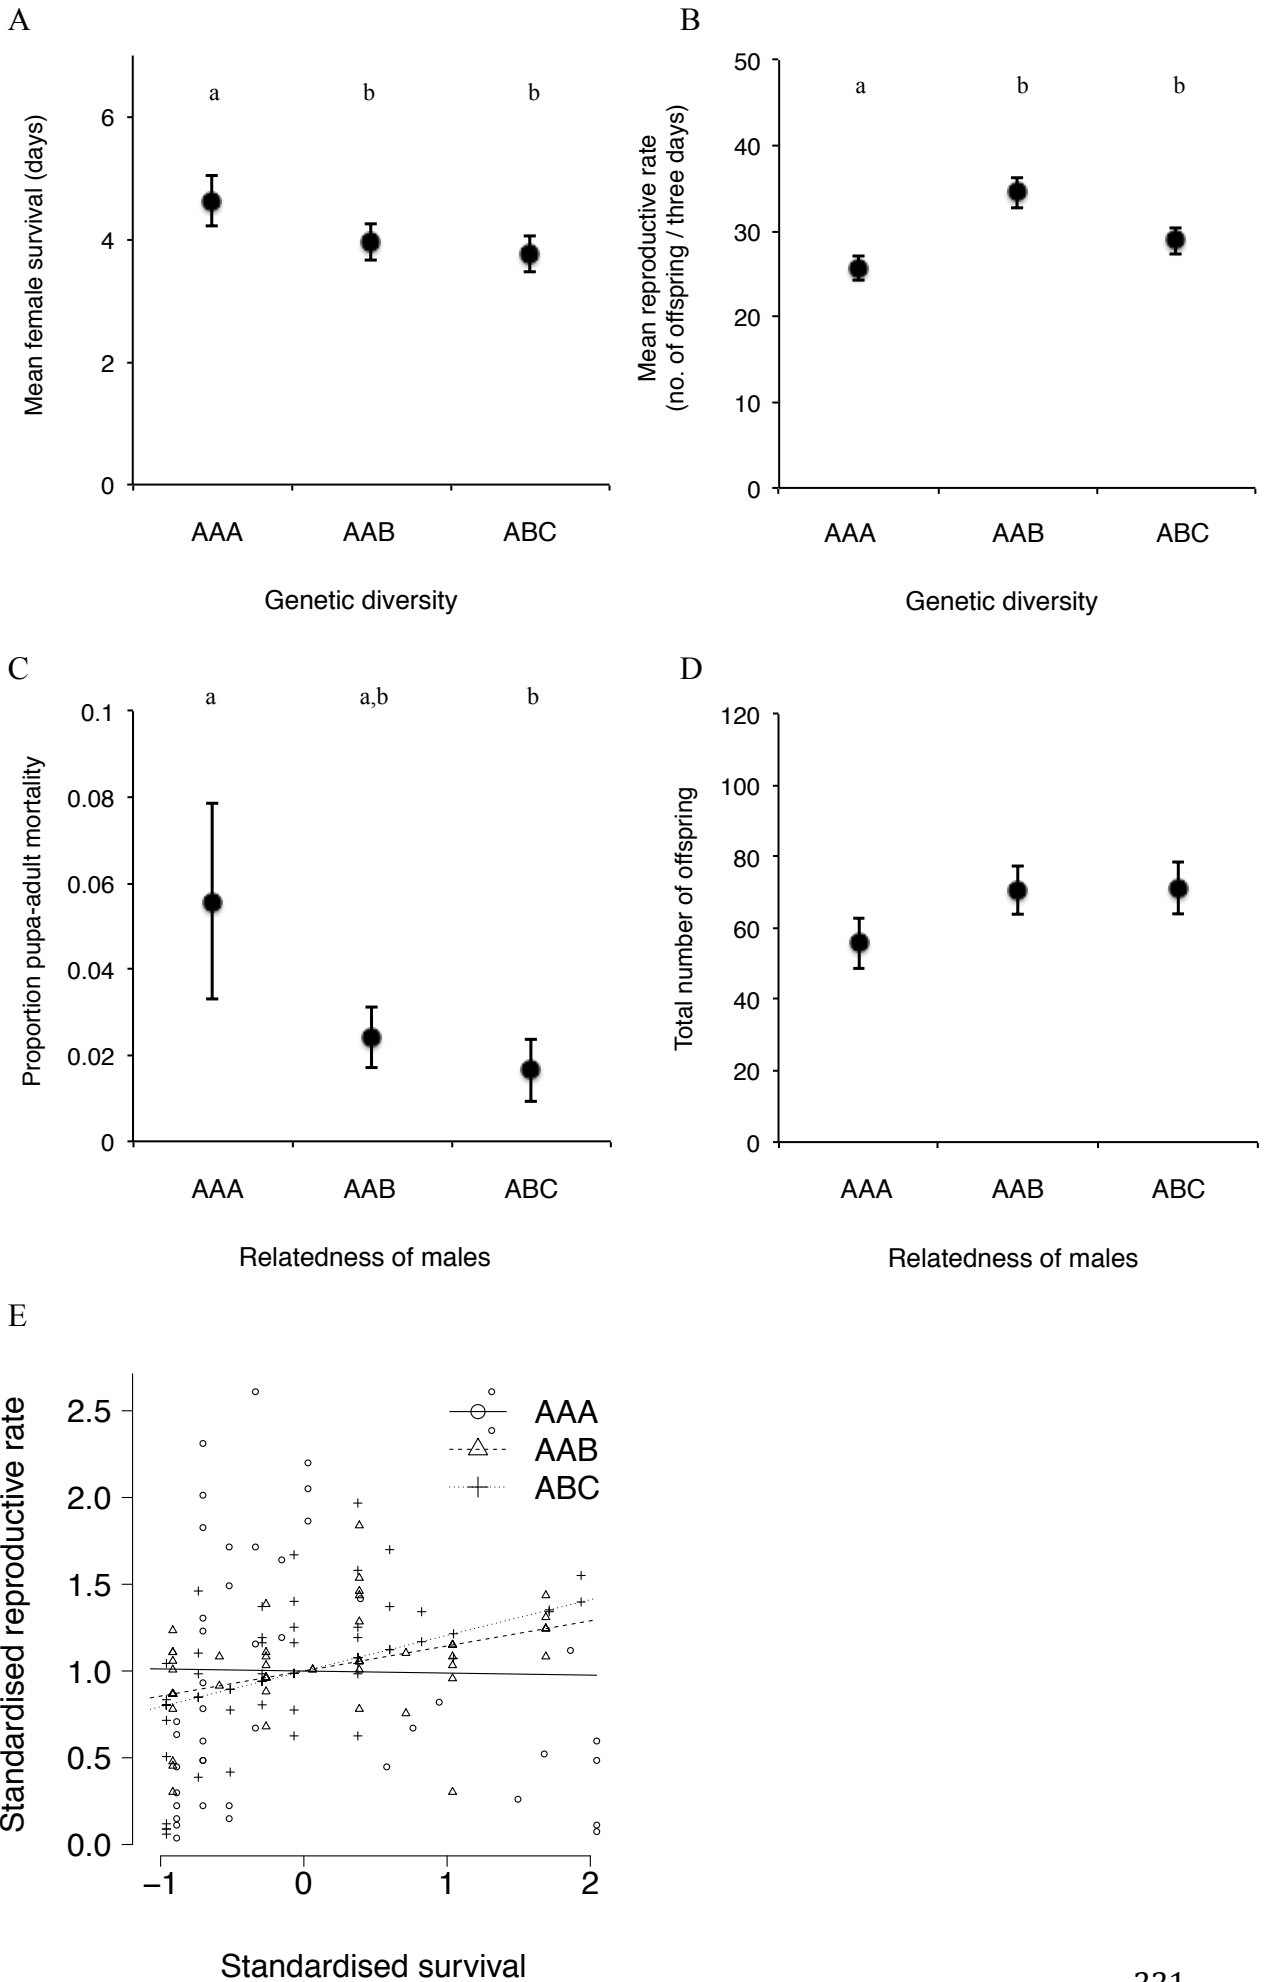 A
a b b
6
4
2
0
Mean female survival (days)
AAA AAB ABC
Genetic diversity
B
a b b
50
40
30
20
10
0
Mean reproductive rate
(no. of offspring / three days)
AAA AAB ABC
Genetic diversity
C
a a,b b
0.1
0.08
0.06
0.04
0.02
0
Proportion pupa-adult mortality
AAA AAB ABC
Relatedness of males
D
120
100
80
60
40
20
0
Total number of offspring
AAA AAB ABC
Relatedness of males
E
2.5
2.0
1.5
1.0
0.5
0.0
Standardised reproductive rate
AAA
AAB
ABC
−1 0 1 2
Standardised survival